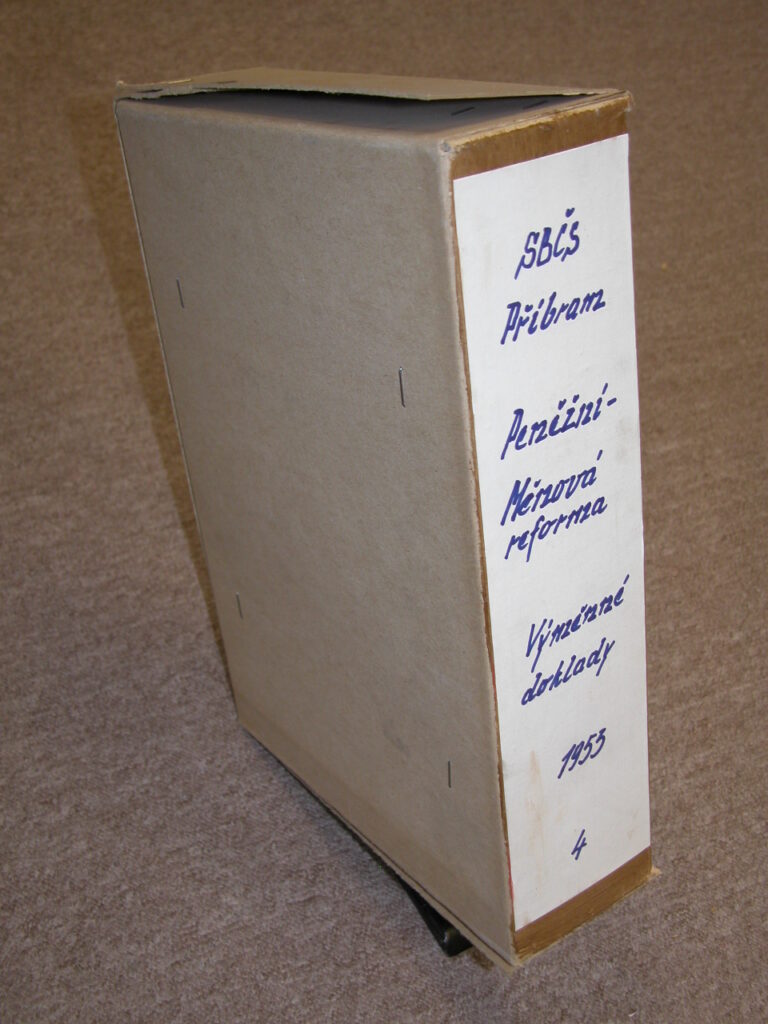 SBČS
Příbram
Peněžní-
Měnová
reforma
Výměnné
doklady
1953
4